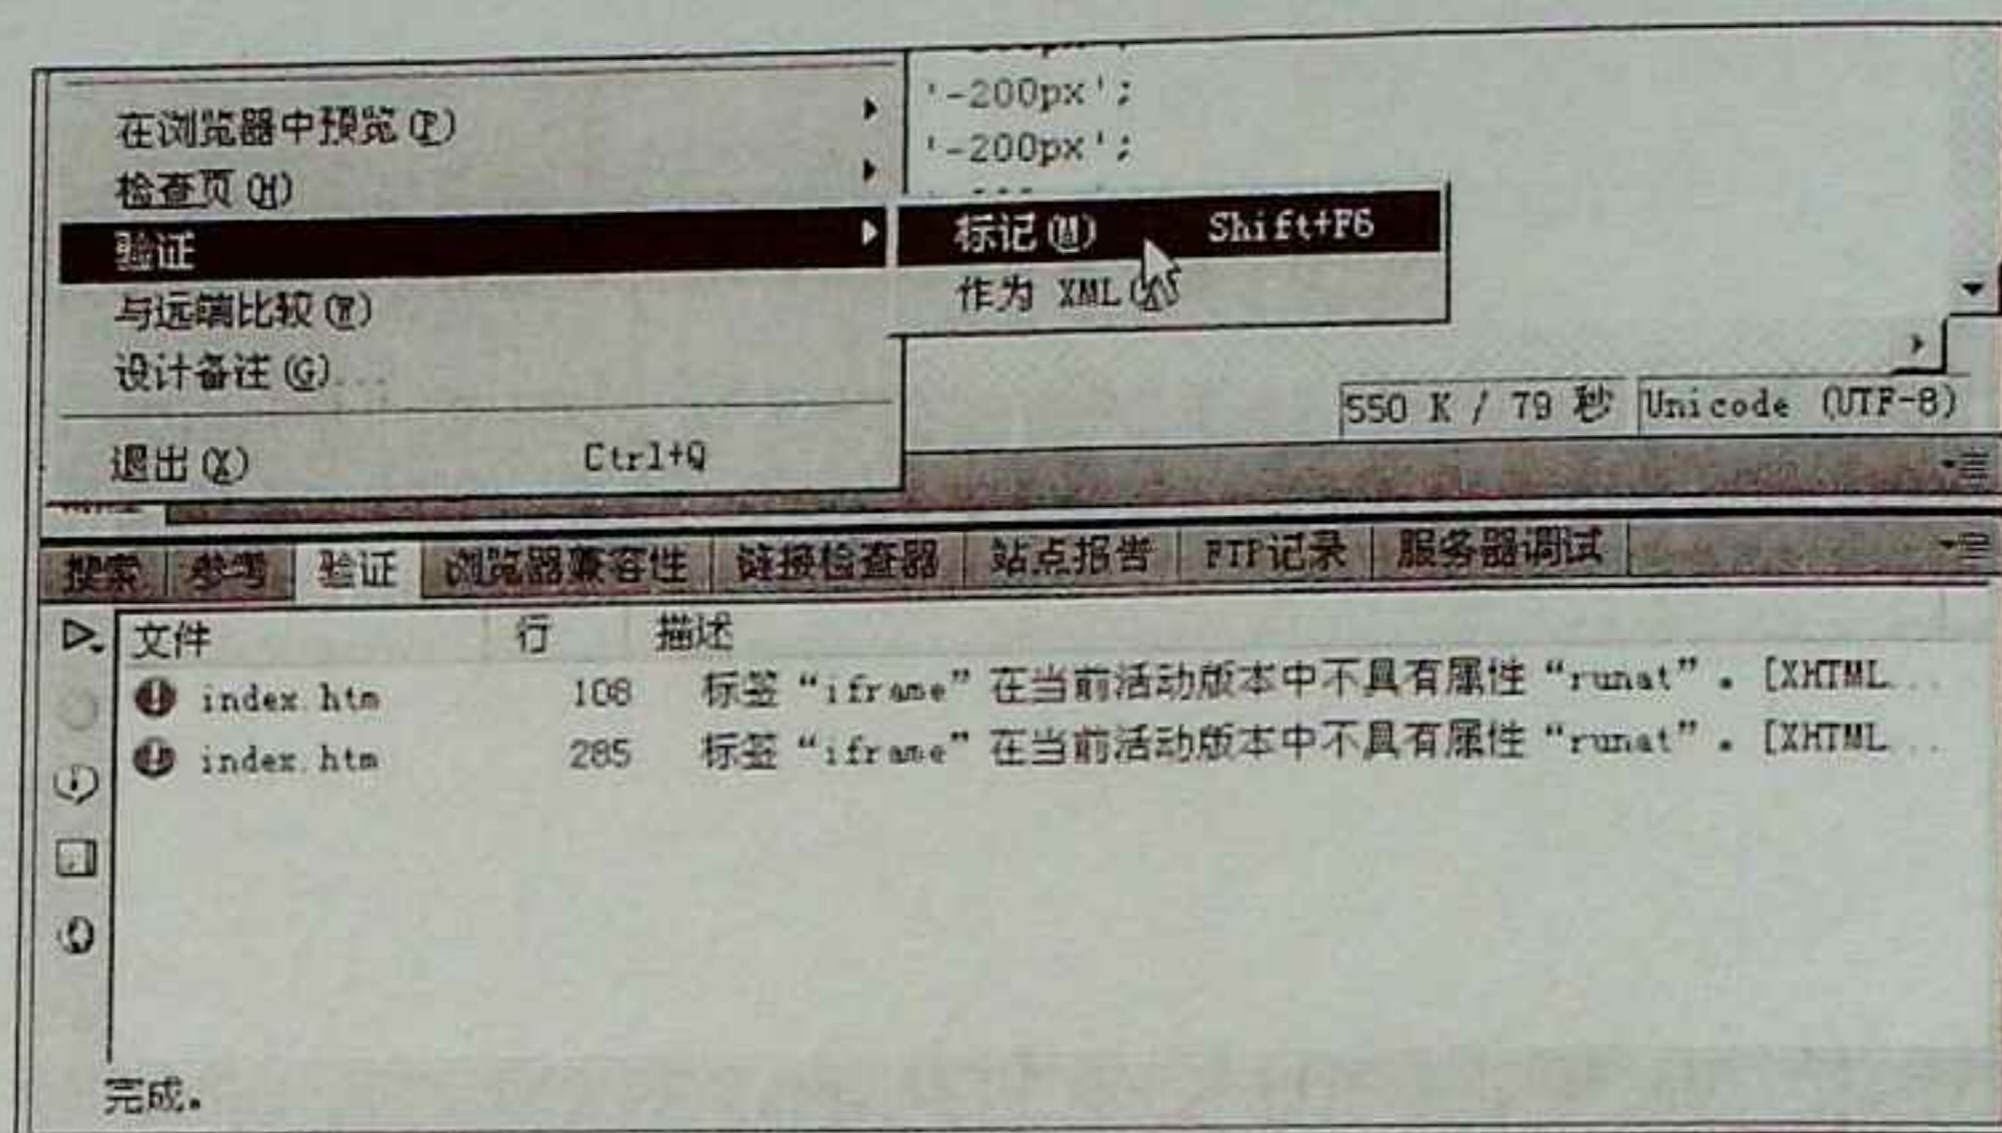 '-200px';
'-200px';
在浏览器中预览(P)
检查页(H)
验证
标记(M) Shift+F6
作为 XML(X)
与远端比较(T)
设计备注(G)...
550 K / 79 秒 Unicode (UTF-8)
退出(X) Ctrl+Q
搜索 参考 验证 浏览器兼容性 链接检查器 站点报告 FTP记录 服务器调试
文件 行 描述
index.htm 108 标签“iframe”在当前活动版本中不具有属性“runat”。[XHTML...
index.htm 285 标签“iframe”在当前活动版本中不具有属性“runat”。[XHTML...
完成。